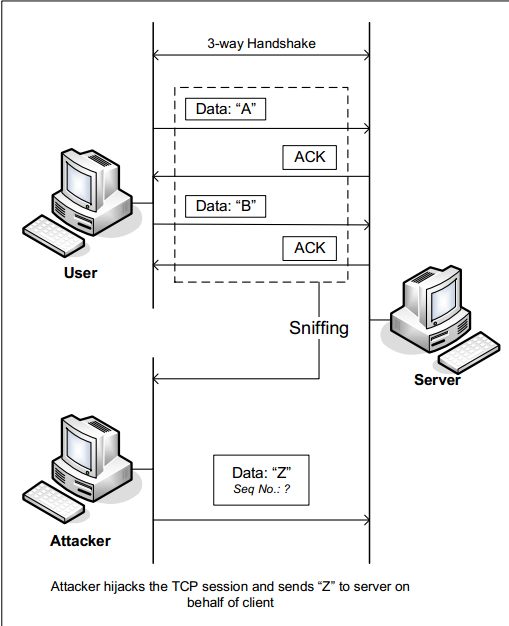 3-way Handshake
Data: “A”
ACK
Data: “B”
ACK
User
Sniffing
Server
Data: “Z”
Seq No.: ?
Attacker
Attacker hijacks the TCP session and sends “Z” to server on
behalf of client